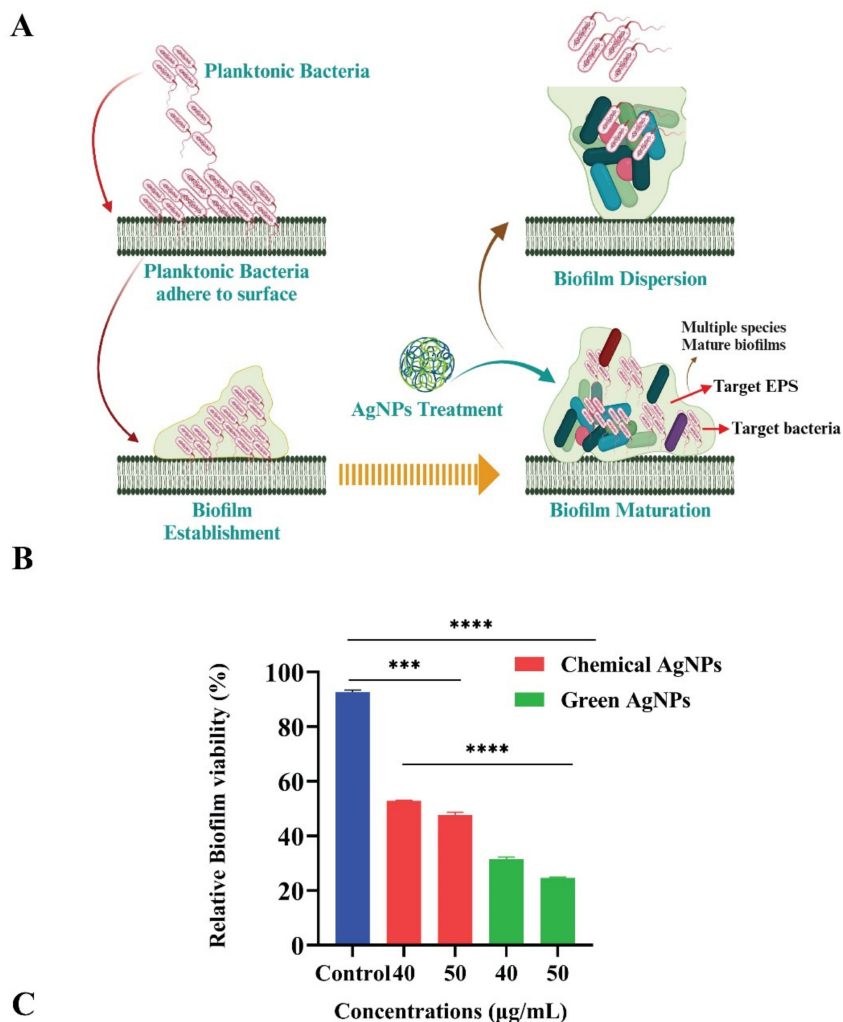 A
Planktonic Bacteria
Planktonic Bacteria
adhere to surface
Biofilm
Establishment
AgNPs Treatment
Biofilm Dispersion
Multiple species
Mature biofilms
Target EPS
Target bacteria
Biofilm Maturation
B
****
***
****
Chemical AgNPs
Green AgNPs
Relative Biofilm viability (%)
100
80
60
40
20
0
Control 40 50 40 50
Concentrations (µg/mL)
C